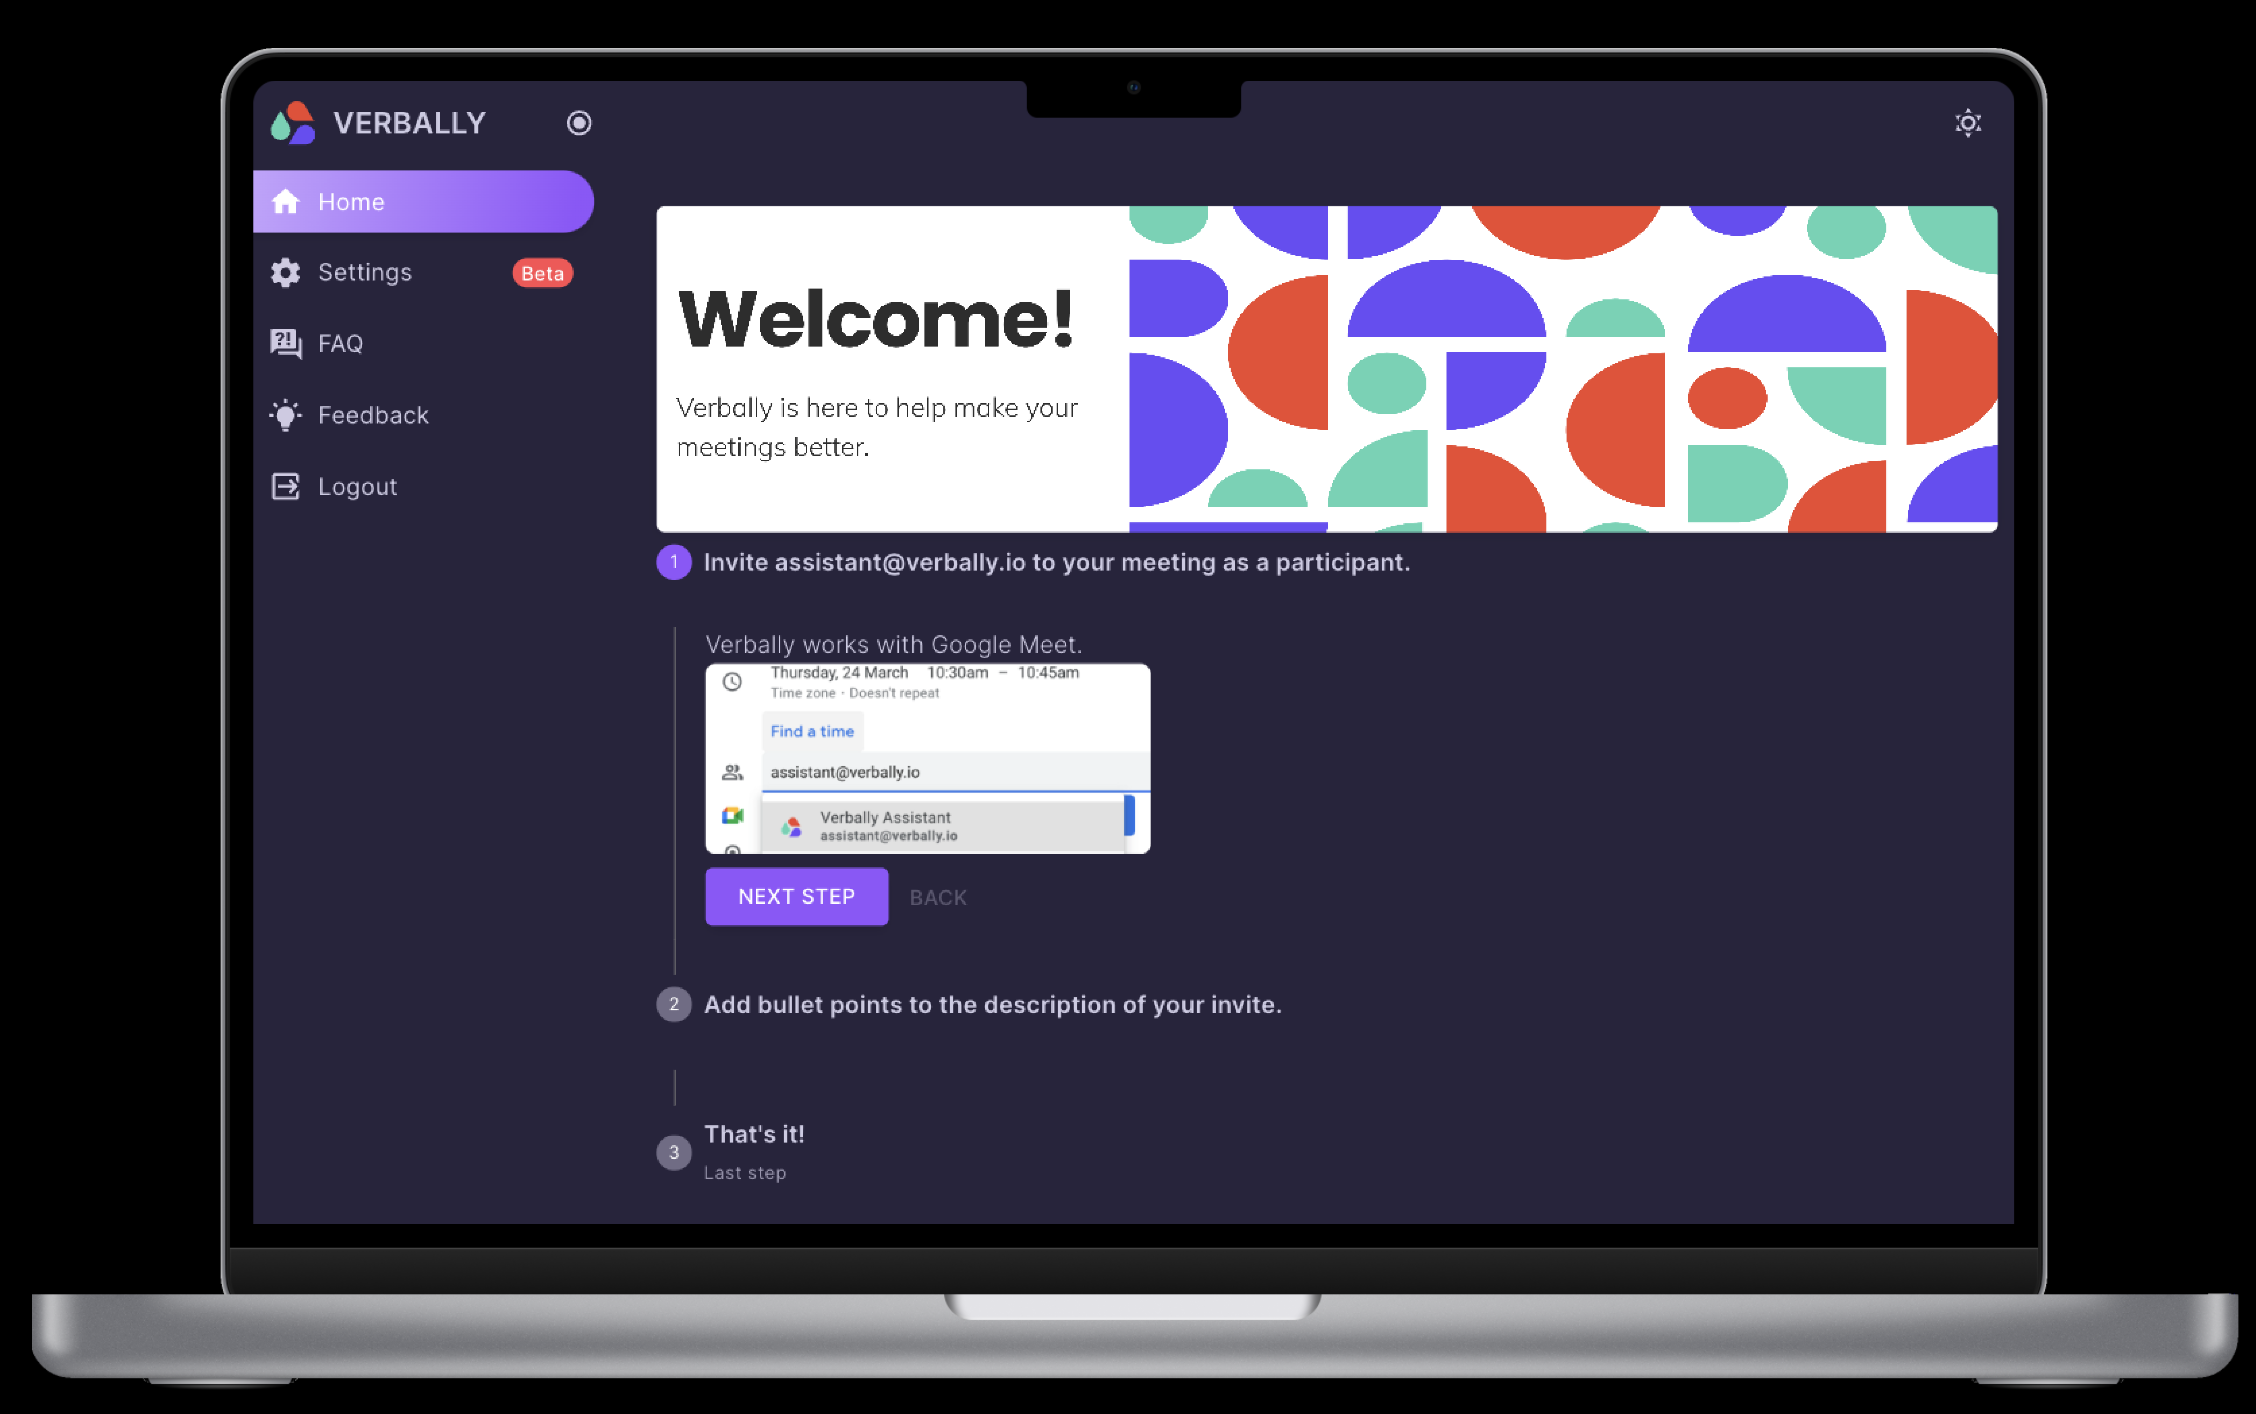 VERBALLY
Home
Settings
Beta
FAQ
Feedback
Logout
Welcome!
Verbally is here to help make your
meetings better.
1 Invite assistant@verbally.io to your meeting as a participant.
Verbally works with Google Meet.
Thursday, 24 March 10:30am – 10:45am
Time zone · Doesn't repeat
Find a time
assistant@verbally.io
Verbally Assistant
assistant@verbally.io
NEXT STEP
BACK
2 Add bullet points to the description of your invite.
3 That's it!
Last step